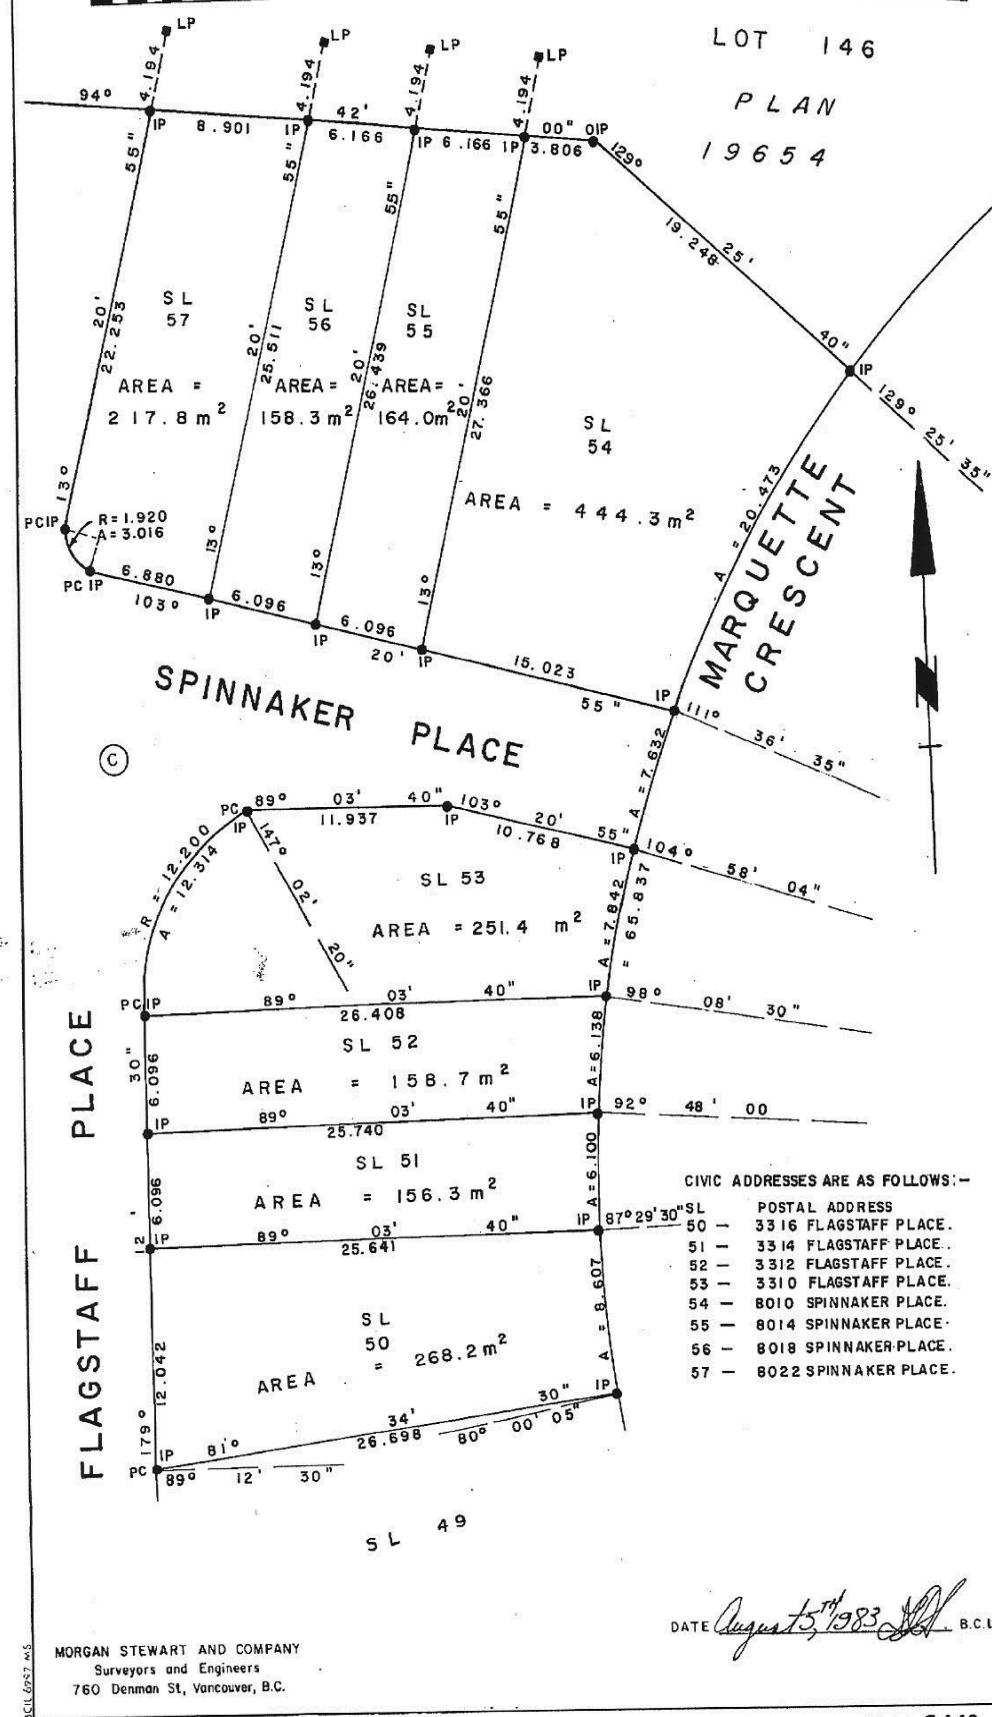 LP
LP
LP
LP
LOT 146
PLAN
19654
4.194
4.194
4.194
4.194
94° 42' 00" OIP
IP 8.901 IP 6.166 IP 6.166 IP 3.806
129° 25' 40"
19.248
55"
55"
55"
55"
20'
22.253
20'
25.511
20'
26.439
20'
27.366
SL
57
AREA =
217.8 m²
SL
56
AREA =
158.3 m²
SL
55
AREA =
164.0 m²
SL
54
AREA = 444.3 m²
IP
129° 25' 35"
13°
13°
13°
13°
PC IP
R = 1.920
A = 3.016
PC IP
6.880
103°
IP
6.096
IP
6.096
20'
IP
15.023
55"
IP
A = 20.473
MARQUETTE
CRESCENT
111° 36' 35"
SPINNAKER PLACE
C
N
A = 7.632
PC
IP
89° 03' 40"
11.937
IP
103° 20' 55"
10.768
IP
104° 58' 04"
R = 12.200
A = 12.314
147° 02' 20"
SL 53
AREA = 251.4 m²
A = 7.842
= 65.837
PC IP
89° 03' 40" IP
26.408
98° 08' 30"
30"
6.096
SL 52
AREA = 158.7 m²
A = 6.138
IP
89° 03' 40" IP
25.740
92° 48' 00
6.096
SL 51
AREA = 156.3 m²
A = 6.100
12'
IP
89° 03' 40" IP
25.641
87° 29' 30"
12.042
SL
50
AREA = 268.2 m²
A = 8.607
IP
179°
PC
IP
81° 34' 30"
26.698
80° 00' 05"
89° 12' 30"
FLAGSTAFF PLACE
SL 49
CIVIC ADDRESSES ARE AS FOLLOWS:-
SL POSTAL ADDRESS
50 – 3316 FLAGSTAFF PLACE.
51 – 3314 FLAGSTAFF PLACE.
52 – 3312 FLAGSTAFF PLACE.
53 – 3310 FLAGSTAFF PLACE.
54 – 8010 SPINNAKER PLACE.
55 – 8014 SPINNAKER PLACE.
56 – 8018 SPINNAKER PLACE.
57 – 8022 SPINNAKER PLACE.
DATE August 5, TH 1983 B.C.L
MORGAN STEWART AND COMPANY
Surveyors and Engineers
760 Denman St, Vancouver, B.C.